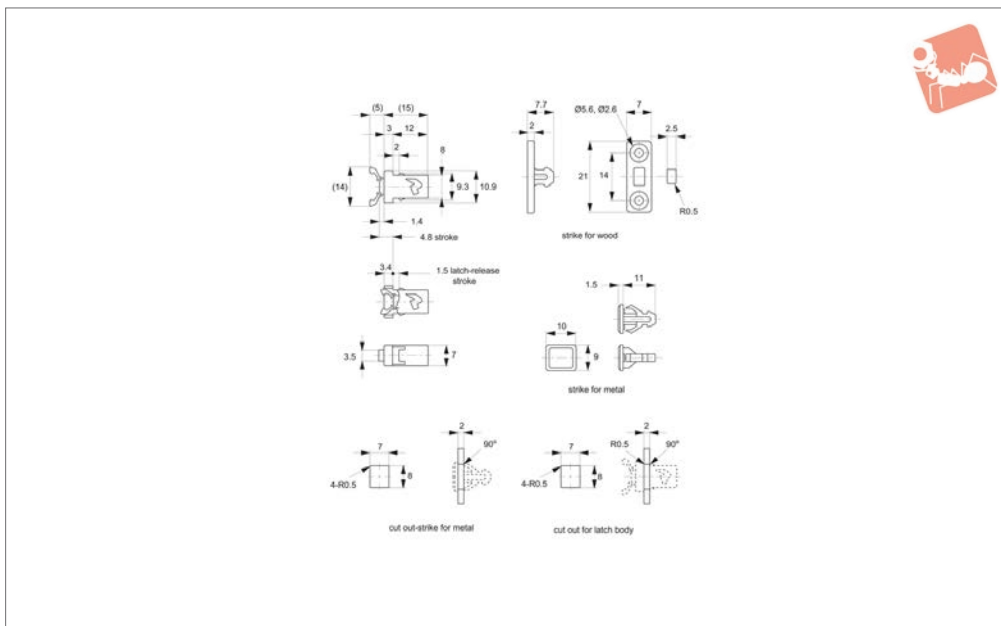 (5) (15)
3 12
2 8
(14) 9.3 10.9
1.4
4.8 stroke
7.7
2
Ø5.6, Ø2.6 7
2.5
21 14
R0.5
strike for wood
3.4 1.5 latch-release
stroke
3.5 7
1.5 11
10
9
strike for metal
7
4-R0.5 8
2
90°
cut out-strike for metal
7
4-R0.5 8
2
R0.5 90°
cut out for latch body